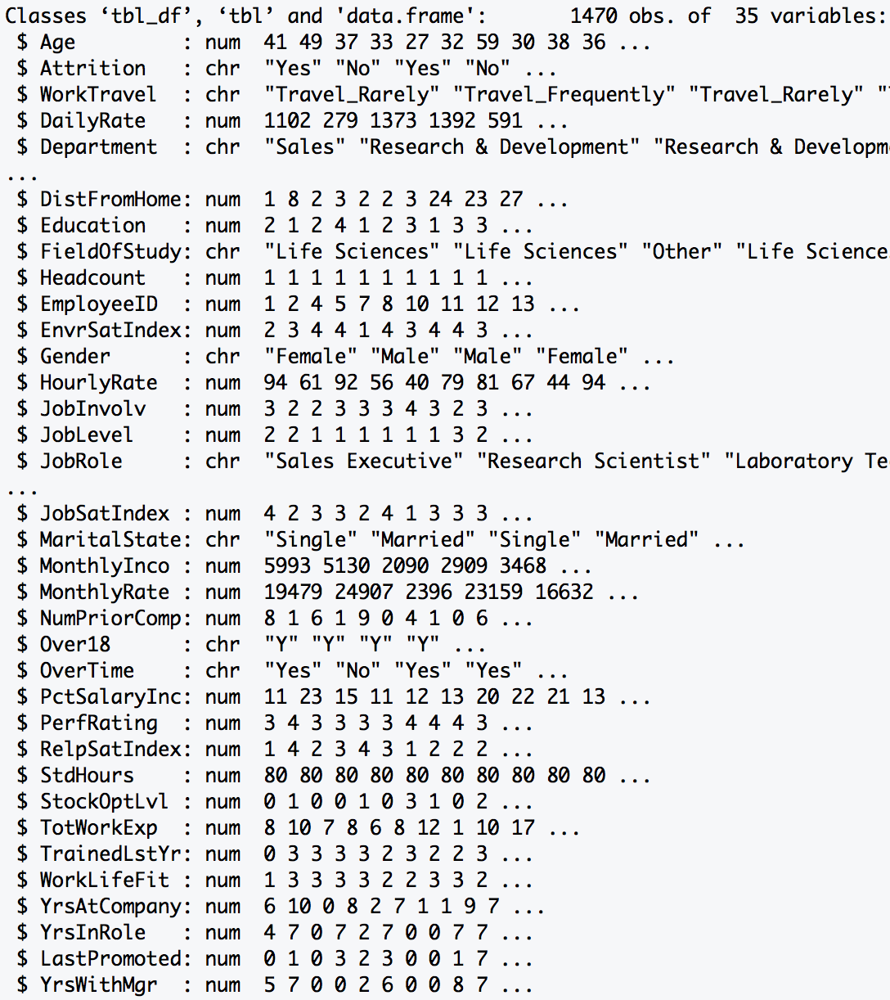 Classes ‘tbl_df’, ‘tbl’ and 'data.frame':       1470 obs. of  35 variables:
 $ Age         : num  41 49 37 33 27 32 59 30 38 36 ...
 $ Attrition   : chr  "Yes" "No" "Yes" "No" ...
 $ WorkTravel  : chr  "Travel_Rarely" "Travel_Frequently" "Travel_Rarely" "
 $ DailyRate   : num  1102 279 1373 1392 591 ...
 $ Department  : chr  "Sales" "Research & Development" "Research & Developm
...
 $ DistFromHome: num  1 8 2 3 2 2 3 24 23 27 ...
 $ Education   : num  2 1 2 4 1 2 3 1 3 3 ...
 $ FieldOfStudy: chr  "Life Sciences" "Life Sciences" "Other" "Life Science
 $ Headcount   : num  1 1 1 1 1 1 1 1 1 1 ...
 $ EmployeeID  : num  1 2 4 5 7 8 10 11 12 13 ...
 $ EnvrSatIndex: num  2 3 4 4 1 4 3 4 4 3 ...
 $ Gender      : chr  "Female" "Male" "Male" "Female" ...
 $ HourlyRate  : num  94 61 92 56 40 79 81 67 44 94 ...
 $ JobInvolv   : num  3 2 2 3 3 3 4 3 2 3 ...
 $ JobLevel    : num  2 2 1 1 1 1 1 1 3 2 ...
 $ JobRole     : chr  "Sales Executive" "Research Scientist" "Laboratory Te
...
 $ JobSatIndex : num  4 2 3 3 2 4 1 3 3 3 ...
 $ MaritalState: chr  "Single" "Married" "Single" "Married" ...
 $ MonthlyInco : num  5993 5130 2090 2909 3468 ...
 $ MonthlyRate : num  19479 24907 2396 23159 16632 ...
 $ NumPriorComp: num  8 1 6 1 9 0 4 1 0 6 ...
 $ Over18      : chr  "Y" "Y" "Y" "Y" ...
 $ OverTime    : chr  "Yes" "No" "Yes" "Yes" ...
 $ PctSalaryInc: num  11 23 15 11 12 13 20 22 21 13 ...
 $ PerfRating  : num  3 4 3 3 3 3 4 4 4 3 ...
 $ RelpSatIndex: num  1 4 2 3 4 3 1 2 2 2 ...
 $ StdHours    : num  80 80 80 80 80 80 80 80 80 80 ...
 $ StockOptLvl : num  0 1 0 0 1 0 3 1 0 2 ...
 $ TotWorkExp  : num  8 10 7 8 6 8 12 1 10 17 ...
 $ TrainedLstYr: num  0 3 3 3 3 2 3 2 2 3 ...
 $ WorkLifeFit : num  1 3 3 3 3 2 2 3 3 2 ...
 $ YrsAtCompany: num  6 10 0 8 2 7 1 1 9 7 ...
 $ YrsInRole   : num  4 7 0 7 2 7 0 0 7 7 ...
 $ LastPromoted: num  0 1 0 3 2 3 0 0 1 7 ...
 $ YrsWithMgr  : num  5 7 0 0 2 6 0 0 8 7 ...